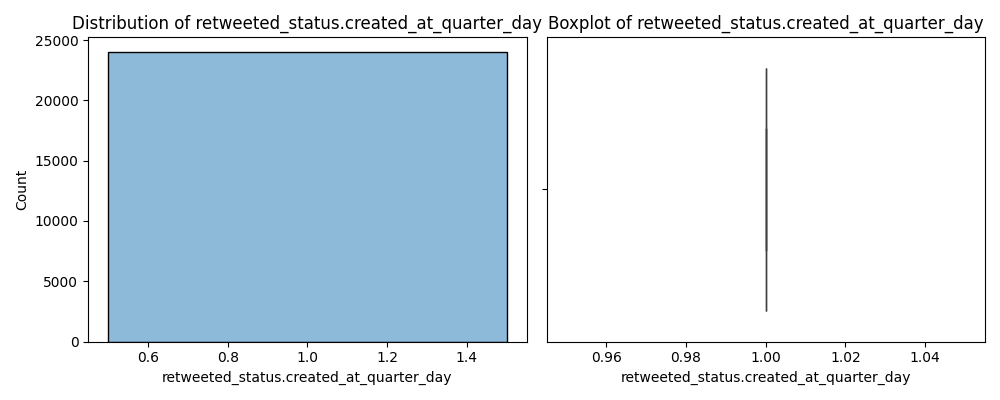 Distribution of retweeted_status.created_at_quarter_day
25000
20000
15000
10000
5000
0
Count
0.6 0.8 1.0 1.2 1.4
retweeted_status.created_at_quarter_day
Boxplot of retweeted_status.created_at_quarter_day
0.96 0.98 1.00 1.02 1.04
retweeted_status.created_at_quarter_day